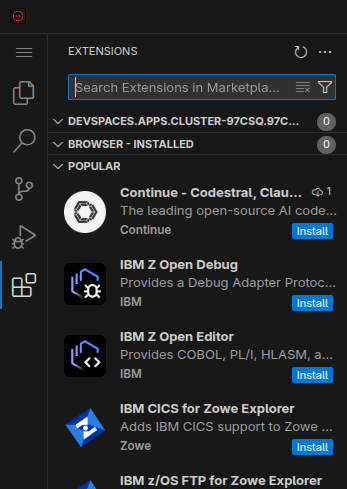 EXTENSIONS
Search Extensions in Marketpla...
DEVSPACES.APPS.CLUSTER-97CSQ.97C... 0
BROWSER - INSTALLED 0
POPULAR
Continue - Codestral, Clau... 1
The leading open-source AI code...
Continue Install
IBM Z Open Debug
Provides a Debug Adapter Protoc...
IBM Install
IBM Z Open Editor
Provides COBOL, PL/I, HLASM, a...
IBM Install
IBM CICS for Zowe Explorer
Adds IBM CICS support to Zowe ...
Zowe Install
IBM z/OS FTP for Zowe Explorer